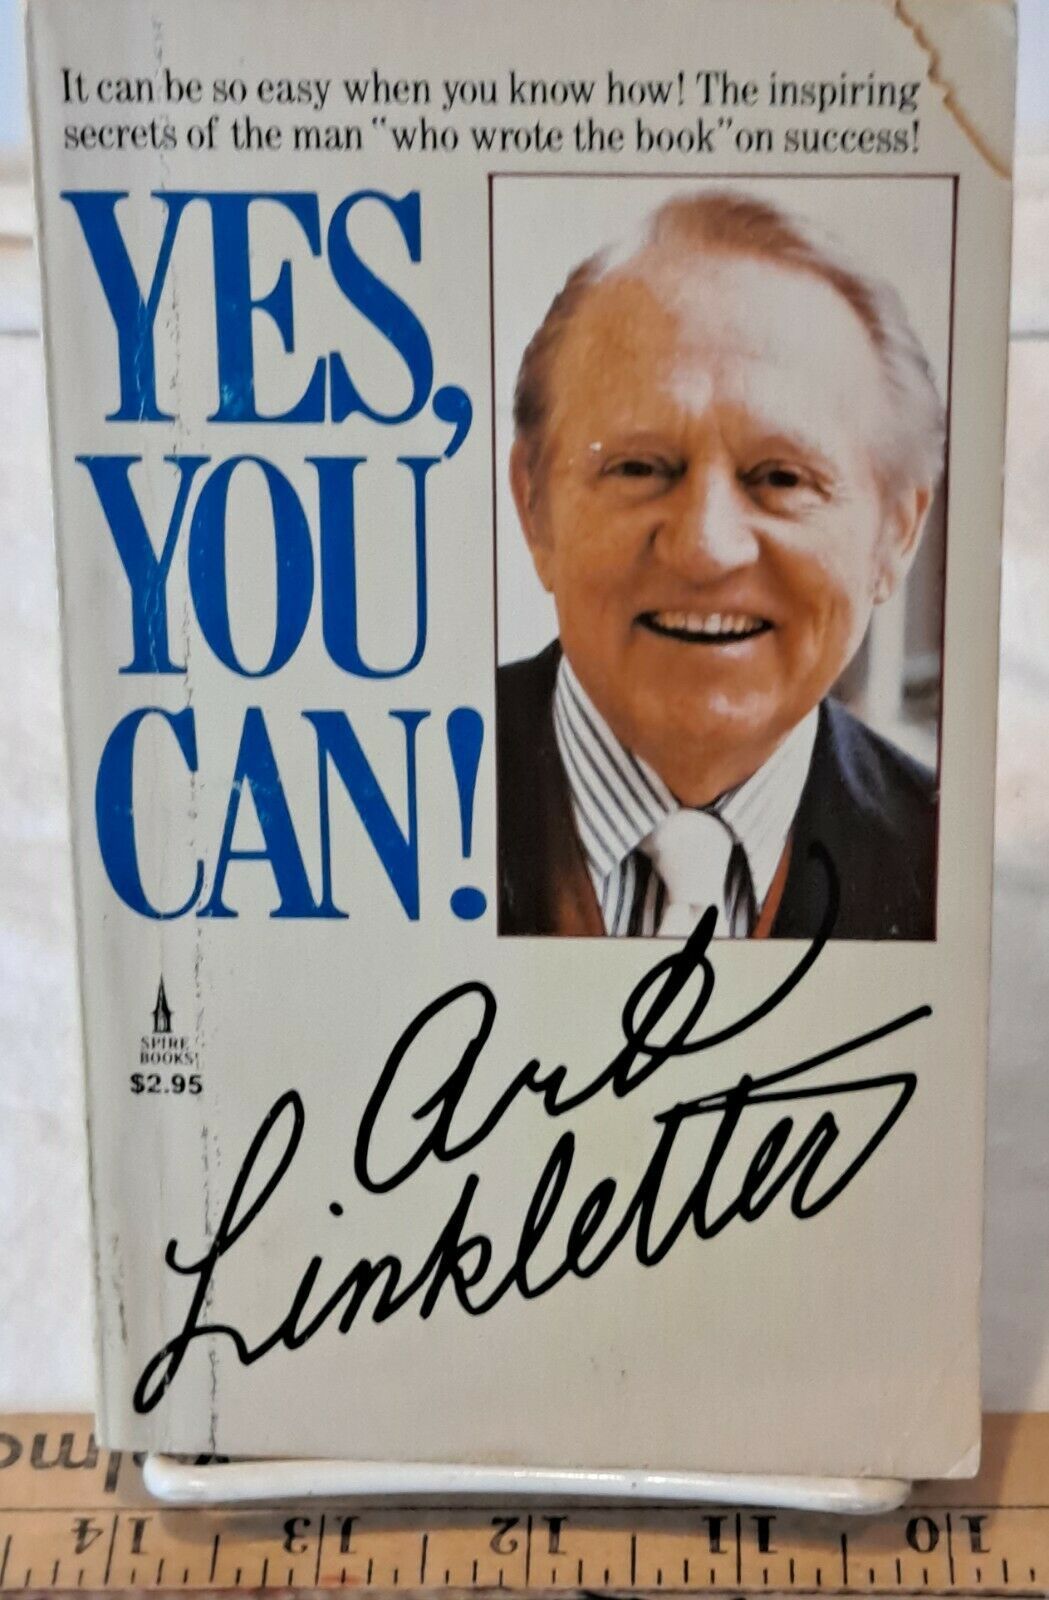 It can be so easy when you know how! The inspiring
secrets of the man "who wrote the book" on success!
YES,
YOU
CAN!
SPIRE
BOOKS
$2.95
Art
Linkletter
14 13 12 11 10